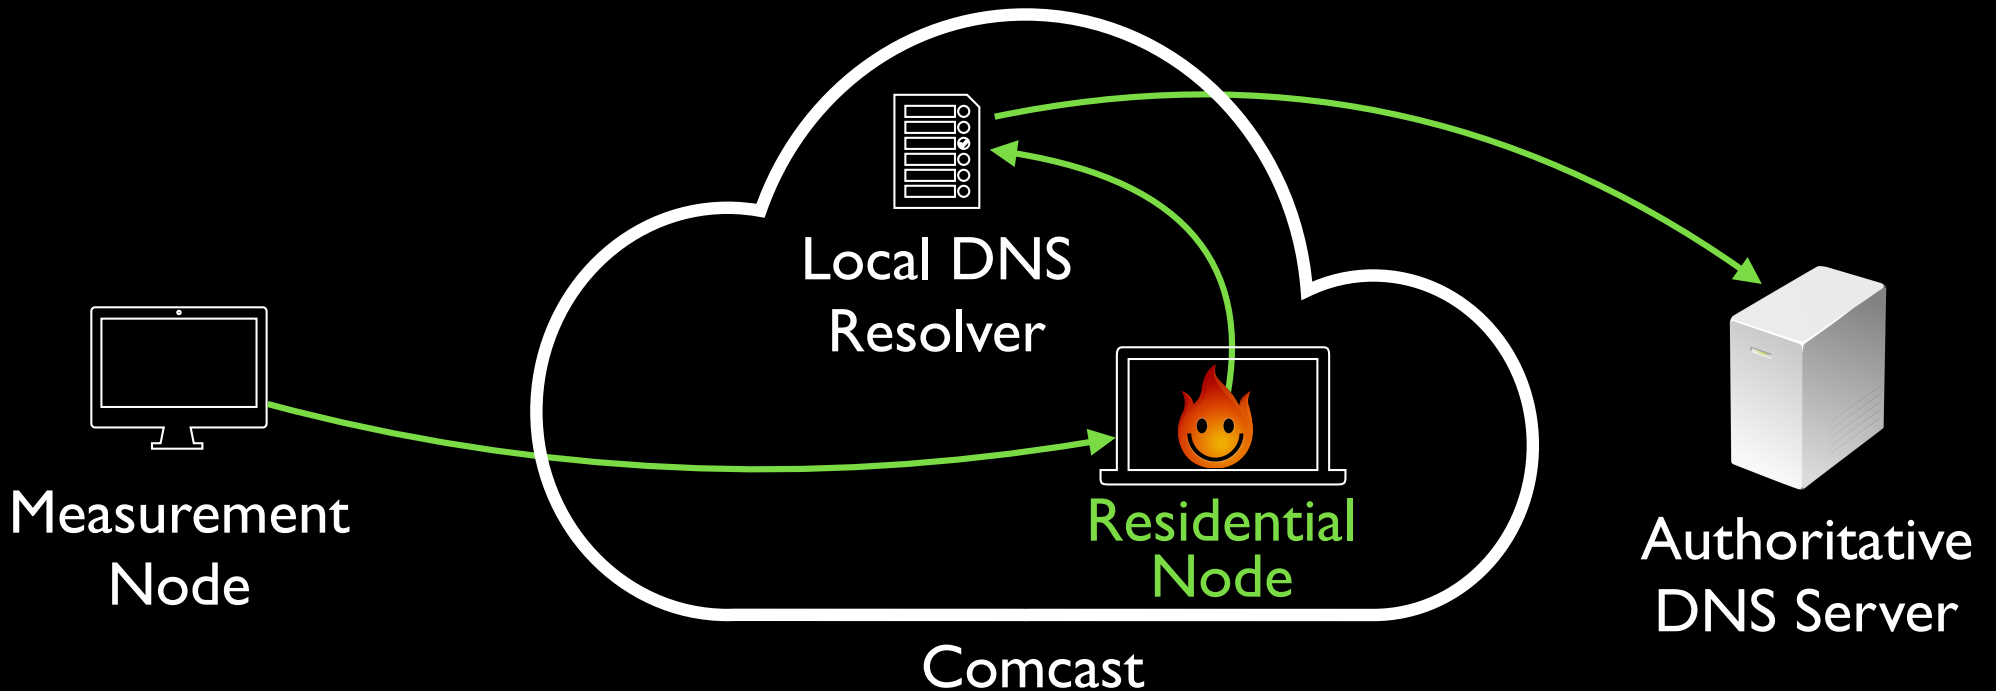 Local DNS
Resolver
Measurement
Node
Residential
Node
Authoritative
DNS Server
Comcast